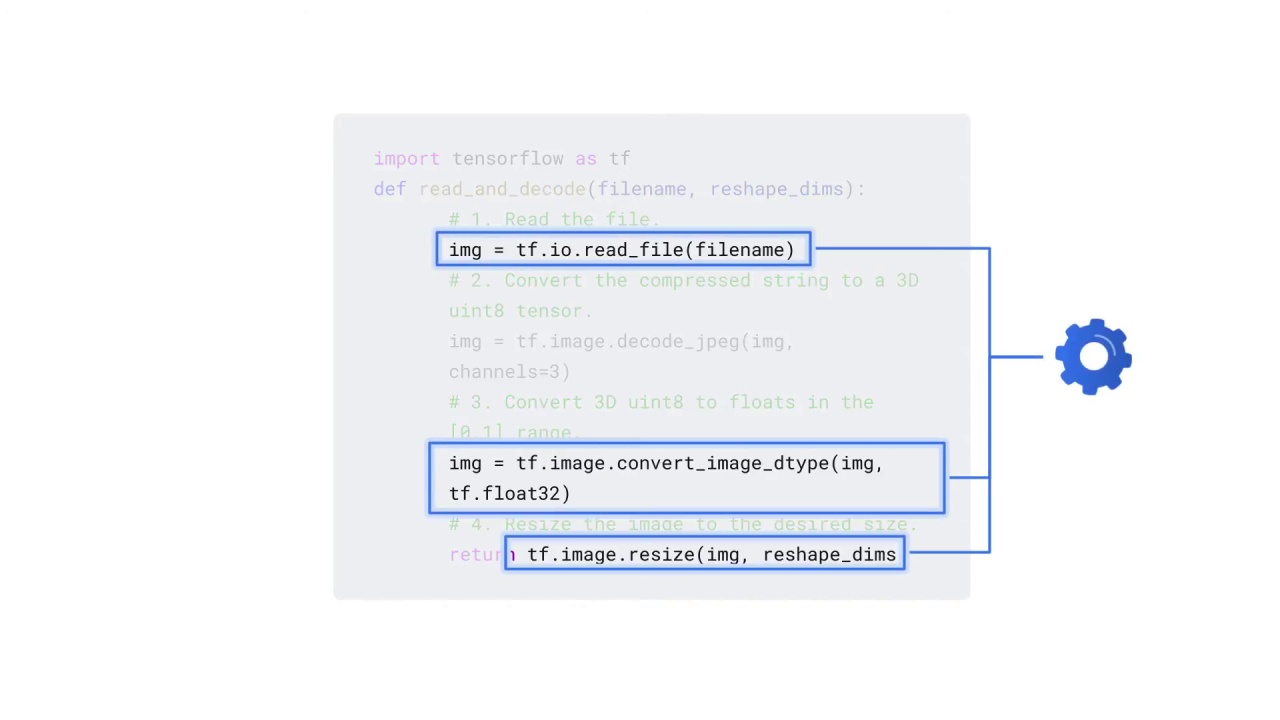 import tensorflow as tf
def read_and_decode(filename, reshape_dims):
# 1. Read the file.
img = tf.io.read_file(filename)
# 2. Convert the compressed string to a 3D
uint8 tensor.
img = tf.image.decode_jpeg(img,
channels=3)
# 3. Convert 3D uint8 to floats in the
[0,1] range.
img = tf.image.convert_image_dtype(img,
tf.float32)
# 4. Resize the image to the desired size.
return tf.image.resize(img, reshape_dims